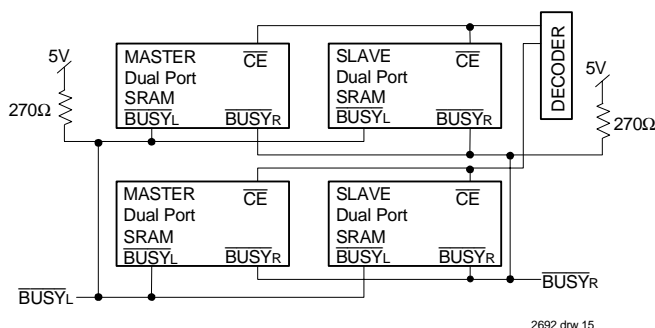 MASTER
Dual Port
SRAM
CE
BUSYL
BUSYR
SLAVE
Dual Port
SRAM
CE
BUSYL
BUSYR
DECODER
5V
270Ω
5V
270Ω
MASTER
Dual Port
SRAM
CE
BUSYL
BUSYR
SLAVE
Dual Port
SRAM
CE
BUSYL
BUSYR
BUSYL
BUSYR
2692 drw 15